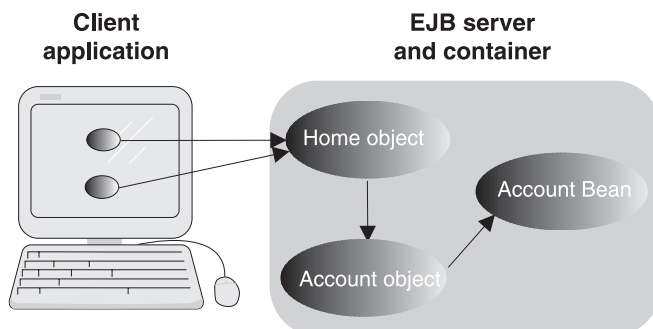 Client
application
EJB server
and container
Home object
Account Bean
Account object